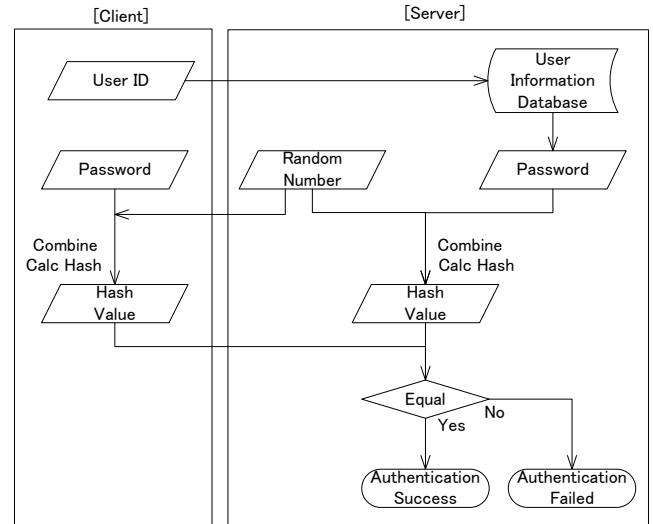 [Client]
[Server]
User ID
User
Information
Database
Password
Random
Number
Password
Combine
Calc Hash
Combine
Calc Hash
Hash
Value
Hash
Value
Equal
No
Yes
Authentication
Success
Authentication
Failed